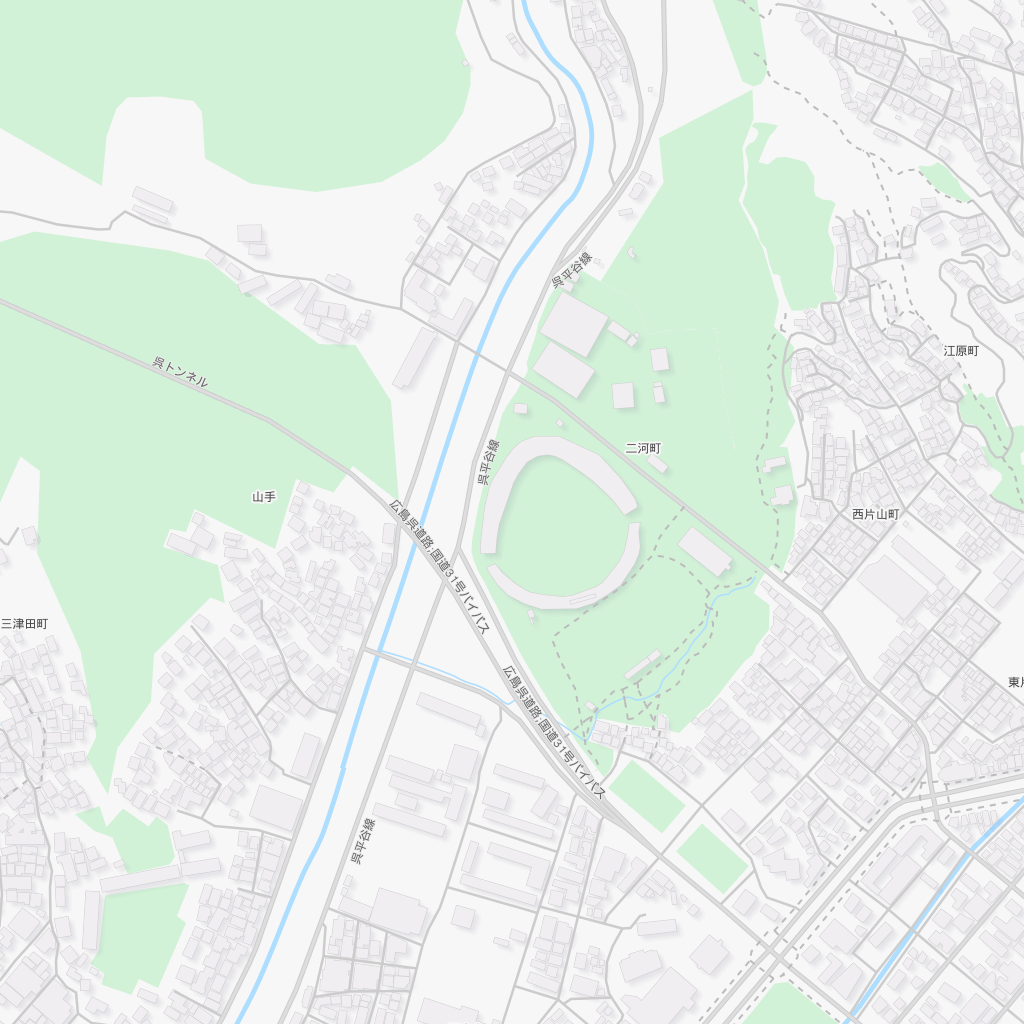 呉平谷線
江原町
呉トンネル
呉平谷線
二河町
山手
広島呉道路;国道31号バイパス
西片山町
三津田町
広島呉道路;国道31号バイパス
東片
呉平谷線